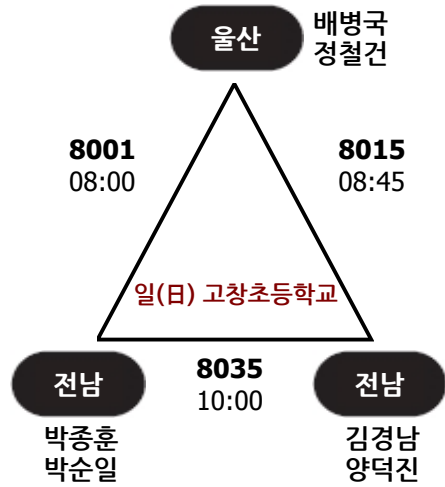 울산
배병국
정철건
8001
08:00
8015
08:45
일(日) 고창초등학교
전남
8035
10:00
전남
박종훈
박순일
김경남
양덕진